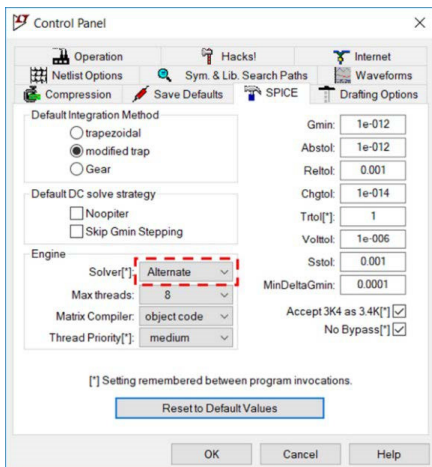 Control Panel
Operation Hacks! Internet
Netlist Options Sym. & Lib. Search Paths Waveforms
Compression Save Defaults SPICE Drafting Options
Default Integration Method
trapezoidal
modified trap
Gear
Default DC solve strategy
Noopiter
Skip Gmin Stepping
Engine
Solver[*]: Alternate
Max threads: 8
Matrix Compiler: object code
Thread Priority[*]: medium
Gmin: 1e-012
Abstol: 1e-012
Reltol: 0.001
Chgtol: 1e-014
Trtol[*]: 1
Volttol: 1e-006
Sstol: 0.001
MinDeltaGmin: 0.0001
Accept 3K4 as 3.4K[*]
No Bypass[*]
[*] Setting remembered between program invocations.
Reset to Default Values
OK Cancel Help